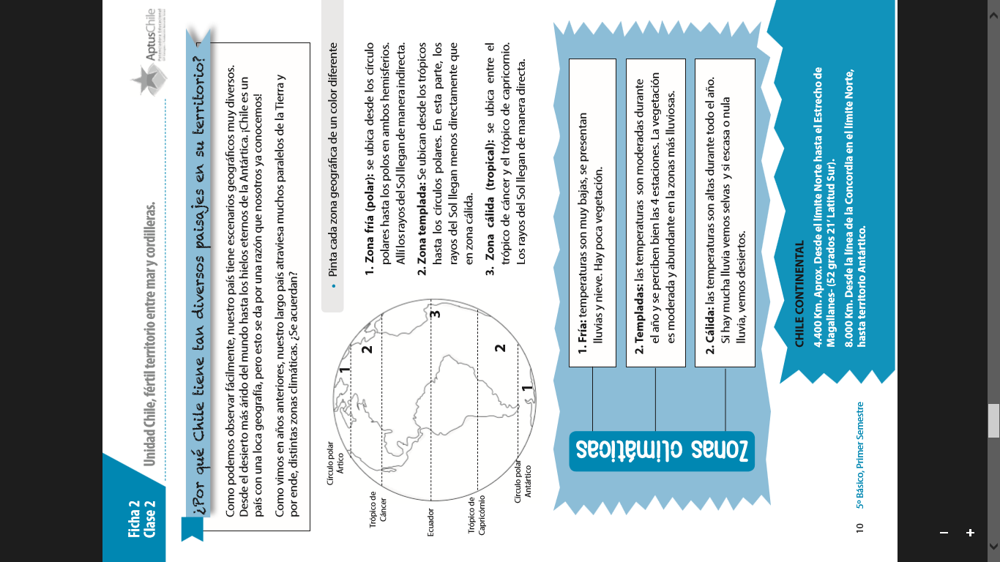 Ficha 2
Clase 2
Unidad Chile, fértil territorio entre mar y cordilleras.
AptusChile
¿Por qué Chile tiene tan diversos paisajes en su territorio?
Como podemos observar fácilmente, nuestro país tiene escenarios geográficos muy diversos.
Desde el desierto más árido del mundo hasta los hielos eternos de la Antártica. ¡Chile es un
país con una loca geografía, pero esto se da por una razón que nosotros ya conocemos!
Como vimos en años anteriores, nuestro largo país atraviesa muchos paralelos de la Tierra y
por ende, distintas zonas climáticas. ¿Se acuerdan?
• Pinta cada zona geográfica de un color diferente
Círculo polar
Ártico
Trópico de
Cáncer
Ecuador
Trópico de
Capricórnio
Círculo polar
Antártico
1
2
3
2
1
1. Zona fría (polar): se ubica desde los círculo
polares hasta los polos en ambos hemisferios.
Allí los rayos del Sol llegan de manera indirecta.
2. Zona templada: Se ubican desde los trópicos
hasta los círculos polares. En esta parte, los
rayos del Sol llegan menos directamente que
en zona cálida.
3. Zona cálida (tropical): se ubica entre el
trópico de cáncer y el trópico de capricornio.
Los rayos del Sol llegan de manera directa.
Zonas climáticas
1. Fría: temperaturas son muy bajas, se presentan
lluvias y nieve. Hay poca vegetación.
2. Templadas: las temperaturas son moderadas durante
el año y se perciben bien las 4 estaciones. La vegetación
es moderada y abundante en la zonas más lluviosas.
2. Cálida: las temperaturas son altas durante todo el año.
Si hay mucha lluvia vemos selvas y si escasa o nula
lluvia, vemos desiertos.
CHILE CONTINENTAL
4.400 Km. Aprox. Desde el límite Norte hasta el Estrecho de
Magallanes- (52 grados 21' Latitud Sur).
8.000 Km. Desde la línea de la Concordia en el límite Norte,
hasta territorio Antártico.
10 5º Básico, Primer Semestre